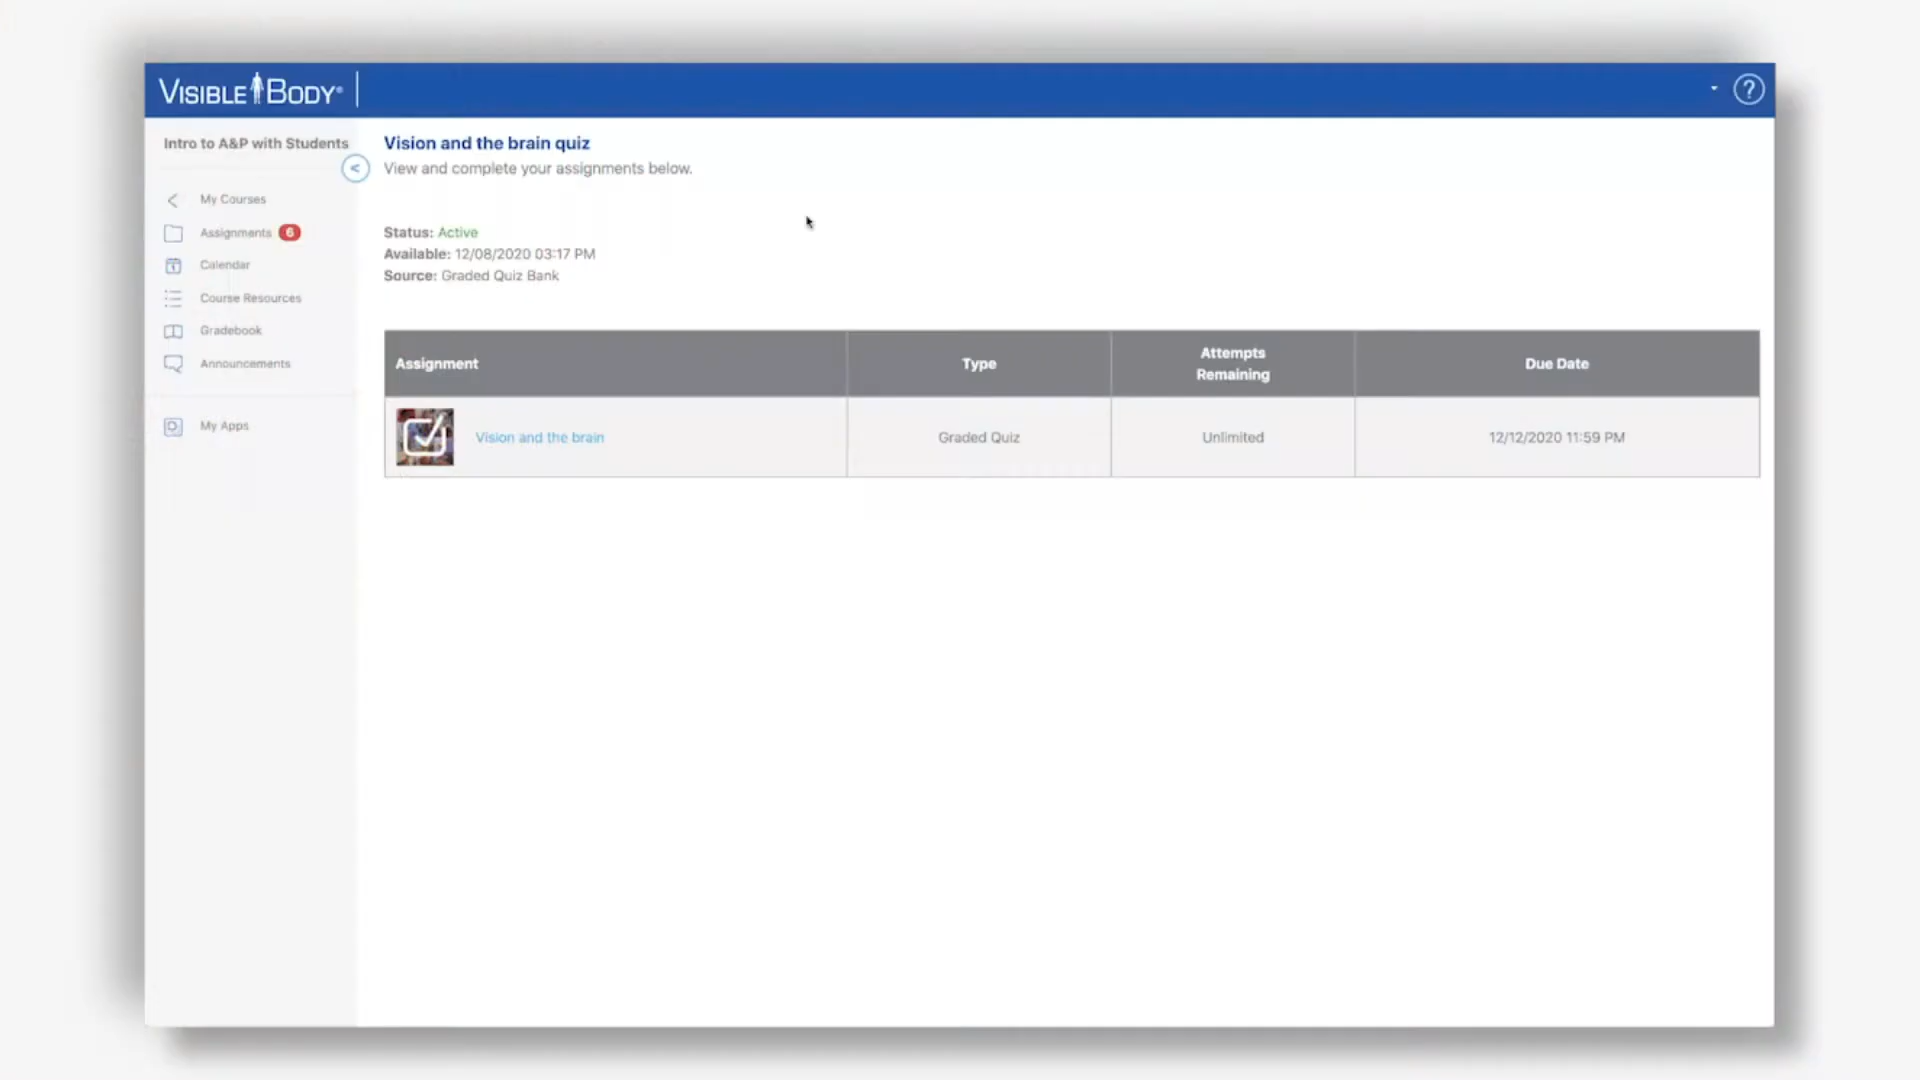 VISIBLE BODY®
?
Intro to A&P with Students
<
My Courses
Assignments 6
Calendar
Course Resources
Gradebook
Announcements
My Apps
Vision and the brain quiz
View and complete your assignments below.
Status: Active
Available: 12/08/2020 03:17 PM
Source: Graded Quiz Bank
Assignment Type Attempts Remaining Due Date
Vision and the brain Graded Quiz Unlimited 12/12/2020 11:59 PM